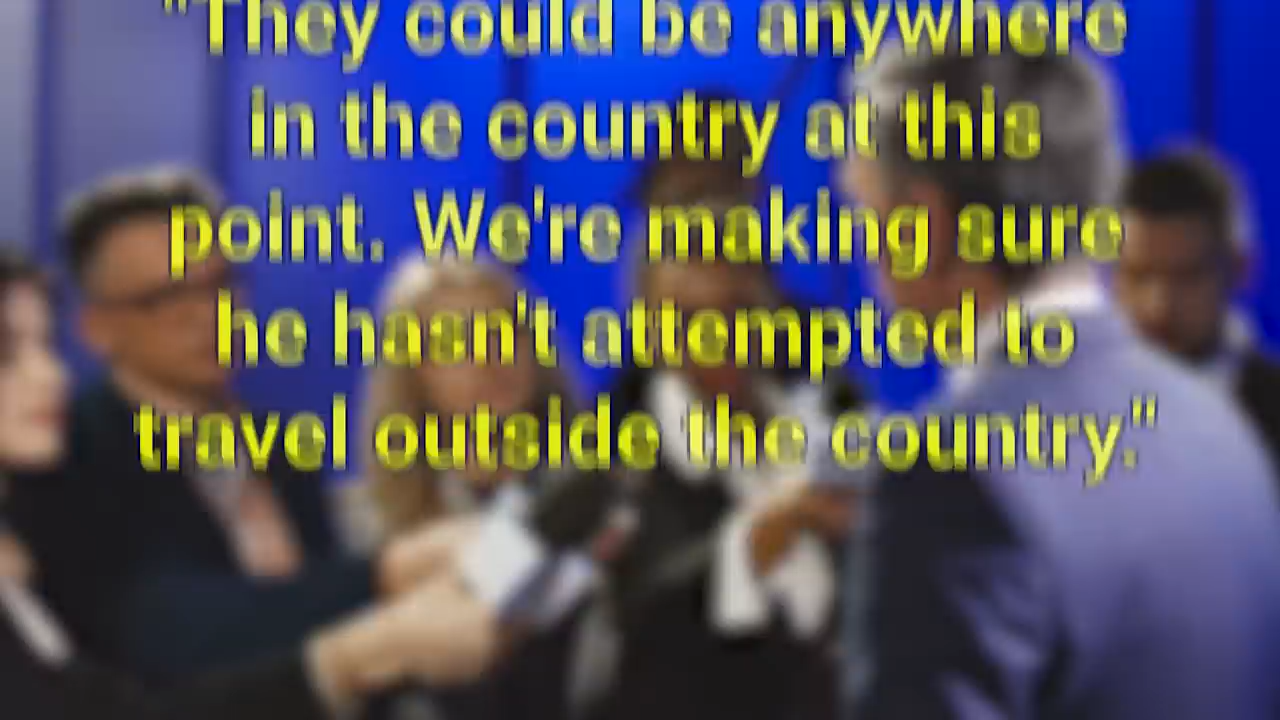 "They could be anywhere
in the country at this
point. We're making sure
he hasn't attempted to
travel outside the country."